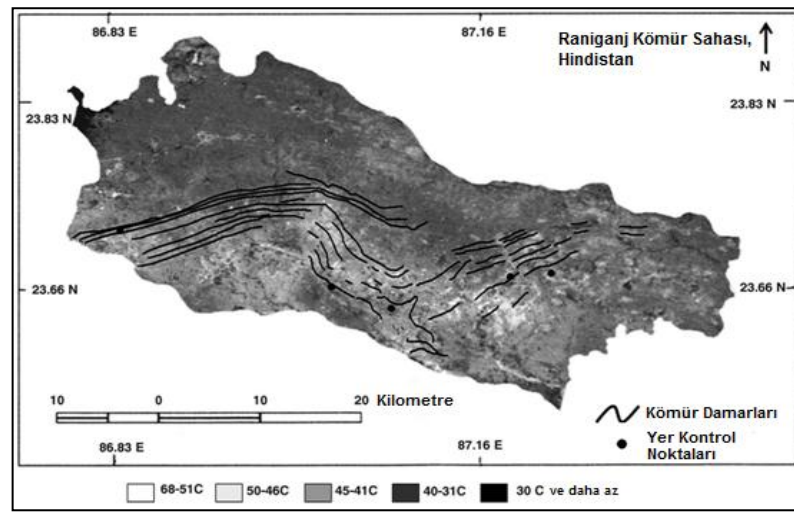 86.83 E
87.16 E
Raniganj Kömür Sahası,
Hindistan
N
23.83 N
23.83 N
23.66 N
23.66 N
10 0 10 20 Kilometre
Kömür Damarları
Yer Kontrol
Noktaları
86.83 E
87.16 E
68-51C 50-46C 45-41C 40-31C 30 C ve daha az